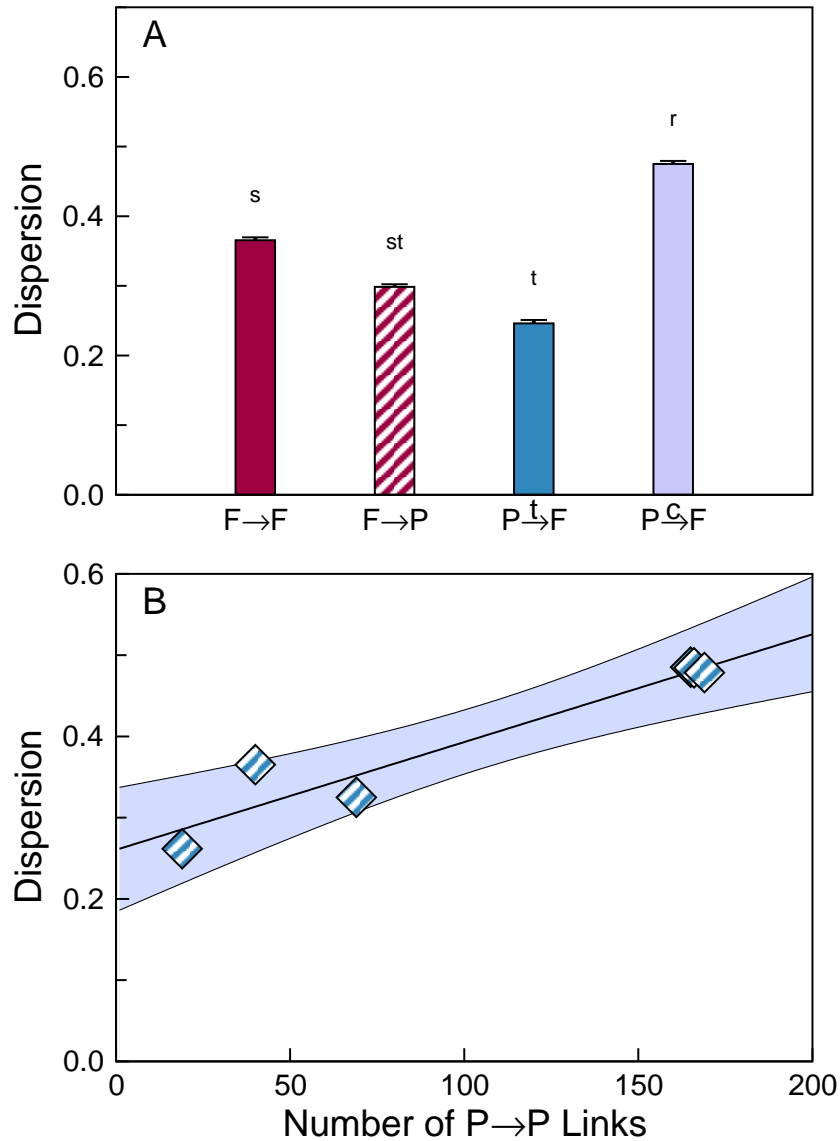 A
0.6
r
s
0.4
st
t
0.2
0.0
Dispersion
F→F F→P P→F P→F
t c
B
0.6
0.4
0.2
0.0
Dispersion
0 50 100 150 200
Number of P→P Links